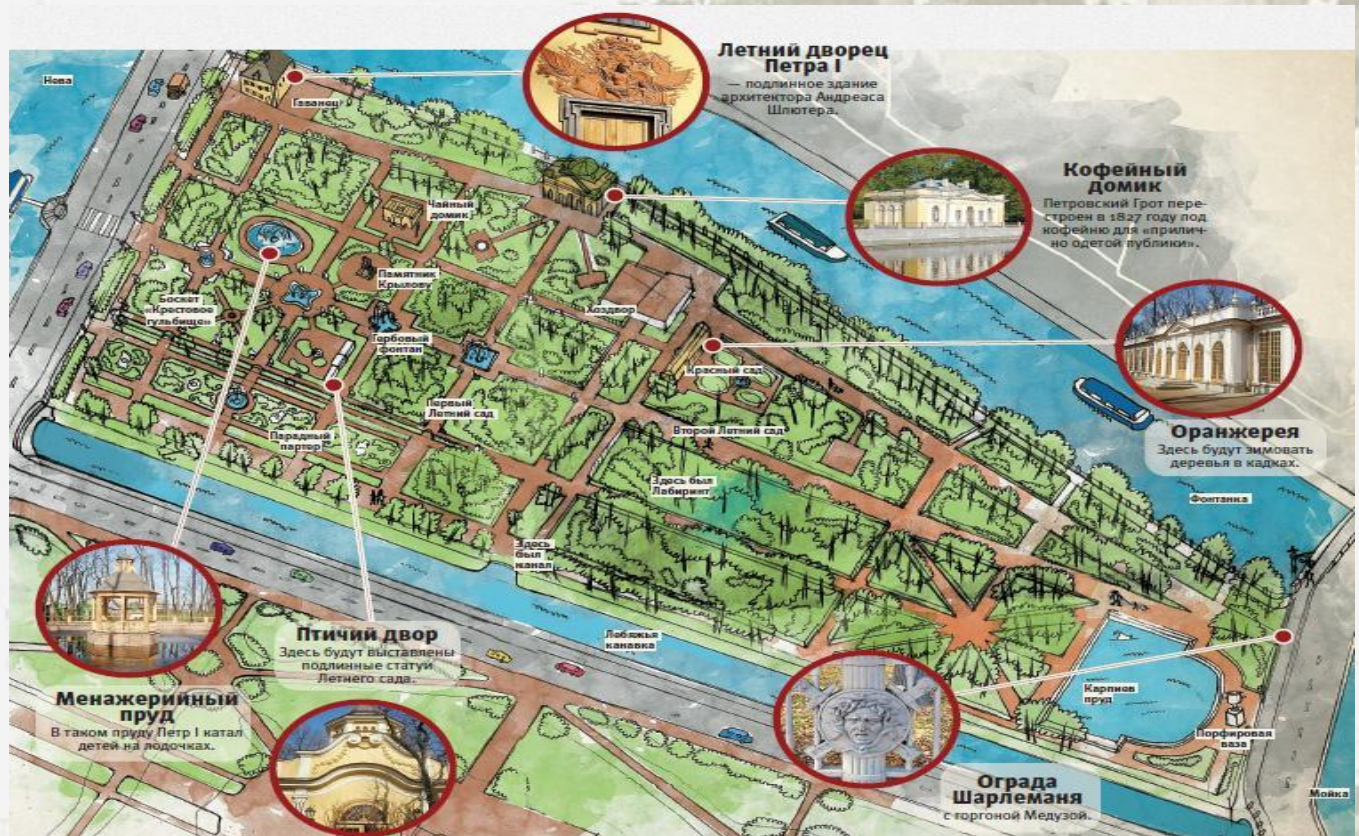 Летний дворец
Петра I
— подлинное здание
архитектора Андреаса
Шлютера.
Нева
Гаванец
Кофейный
домик
Петровский Грот пере-
строен в 1827 году под
кофейню для «прилич-
но одетой публики».
Чайный
домик
Памятник
Крылову
Боскет
«Крестовое
гульбище»
Хоздвор
Гербовый
фонтан
Красный сад
Первый
Летний сад
Второй Летний сад
Парадный
партер
Оранжерея
Здесь будут зимовать
деревья в кадках.
Здесь был
Лабиринт
Фонтанка
Здесь
был
канал
Птичий двор
Здесь будут выставлены
подлинные статуи
Летнего сада.
Лебяжья
канавка
Менажерийный
пруд
В таком пруду Петр I катал
детей на лодочках.
Карпиев
пруд
Порфировая
ваза
Ограда
Шарлеманя
с горгоной Медузой.
Мойка